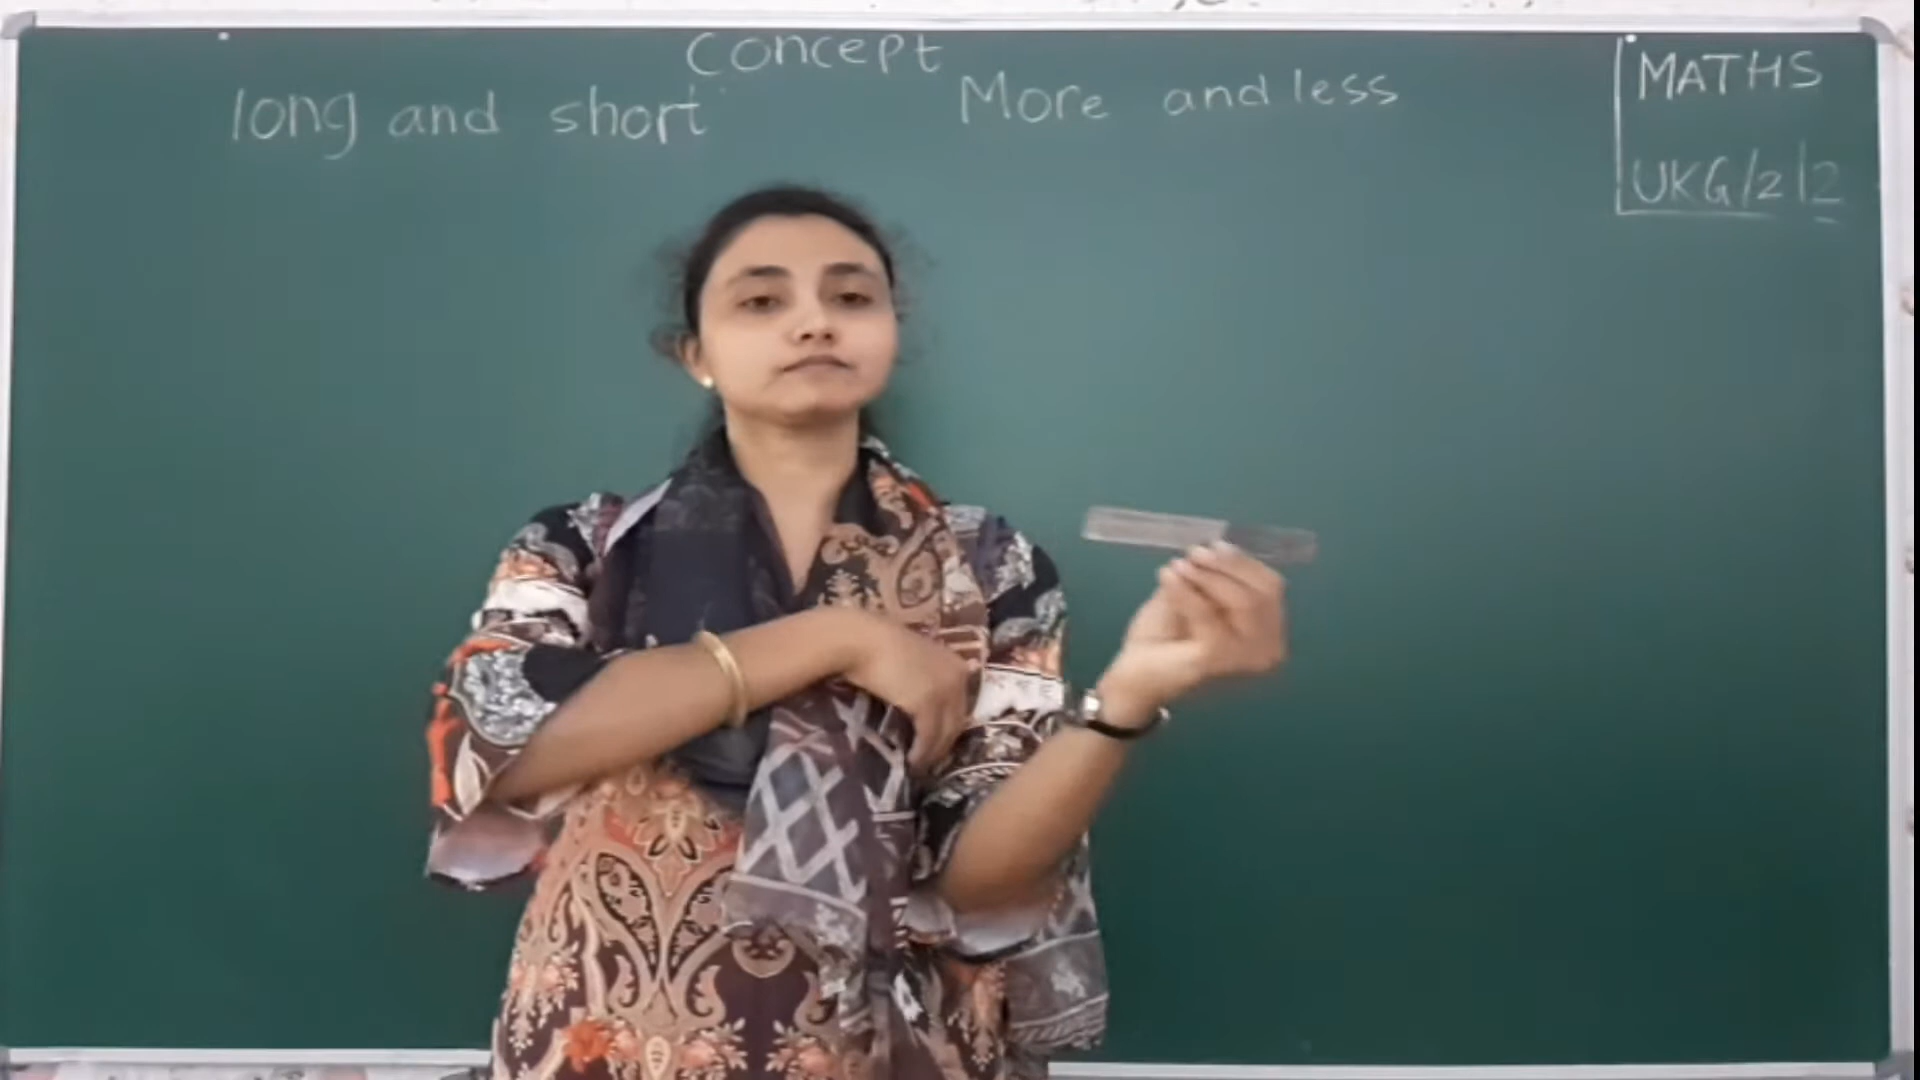 Concept
long and short
More and less
MATHS
UKG/2/2